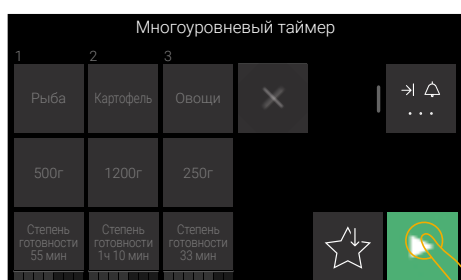 Многоуровневый таймер
1 2 3
Рыба Картофель Овощи
500г 1200г 250г
Степень Степень Степень
готовности готовности готовности
55 мин 1ч 10 мин 33 мин